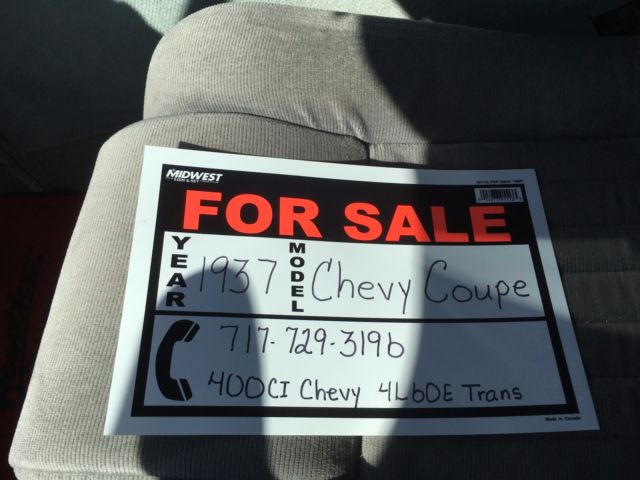 MIDWEST
FOR SALE
YEAR 1937 MODEL Chevy Coupe
717-729-3196
400CI Chevy 4L60E Trans
Made in Canada